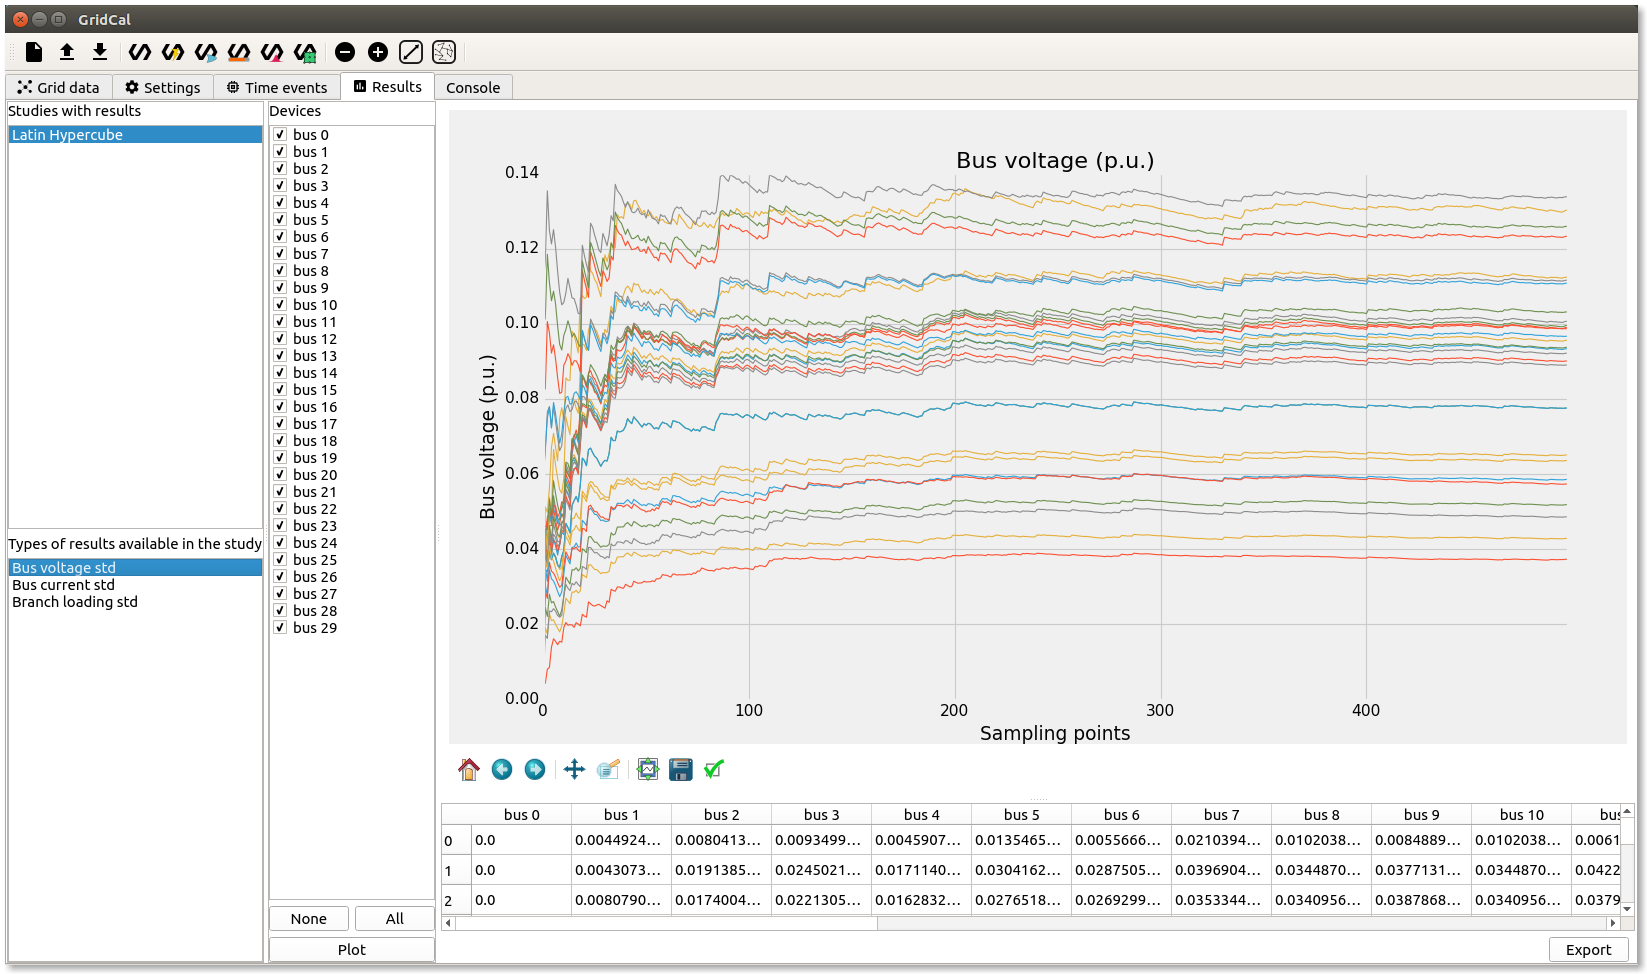 GridCal
Grid data
Settings
Time events
Results
Console
Studies with results
Latin Hypercube
Types of results available in the study
Bus voltage std
Bus current std
Branch loading std
Devices
bus 0
bus 1
bus 2
bus 3
bus 4
bus 5
bus 6
bus 7
bus 8
bus 9
bus 10
bus 11
bus 12
bus 13
bus 14
bus 15
bus 16
bus 17
bus 18
bus 19
bus 20
bus 21
bus 22
bus 23
bus 24
bus 25
bus 26
bus 27
bus 28
bus 29
None
All
Plot
Bus voltage (p.u.)
Bus voltage (p.u.)
0.14
0.12
0.10
0.08
0.06
0.04
0.02
0.00
0 100 200 300 400
Sampling points
bus 0 bus 1 bus 2 bus 3 bus 4 bus 5 bus 6 bus 7 bus 8 bus 9 bus 10 bus
0 0.0 0.0044924... 0.0080413... 0.0093499... 0.0045907... 0.0135465... 0.0055666... 0.0210394... 0.0102038... 0.0084889... 0.0102038... 0.0061
1 0.0 0.0043073... 0.0191385... 0.0245021... 0.0171140... 0.0304162... 0.0287505... 0.0396904... 0.0344870... 0.0377131... 0.0344870... 0.0422
2 0.0 0.0080790... 0.0174004... 0.0221305... 0.0162832... 0.0276518... 0.0269299... 0.0353344... 0.0340956... 0.0387868... 0.0340956... 0.0379
Export